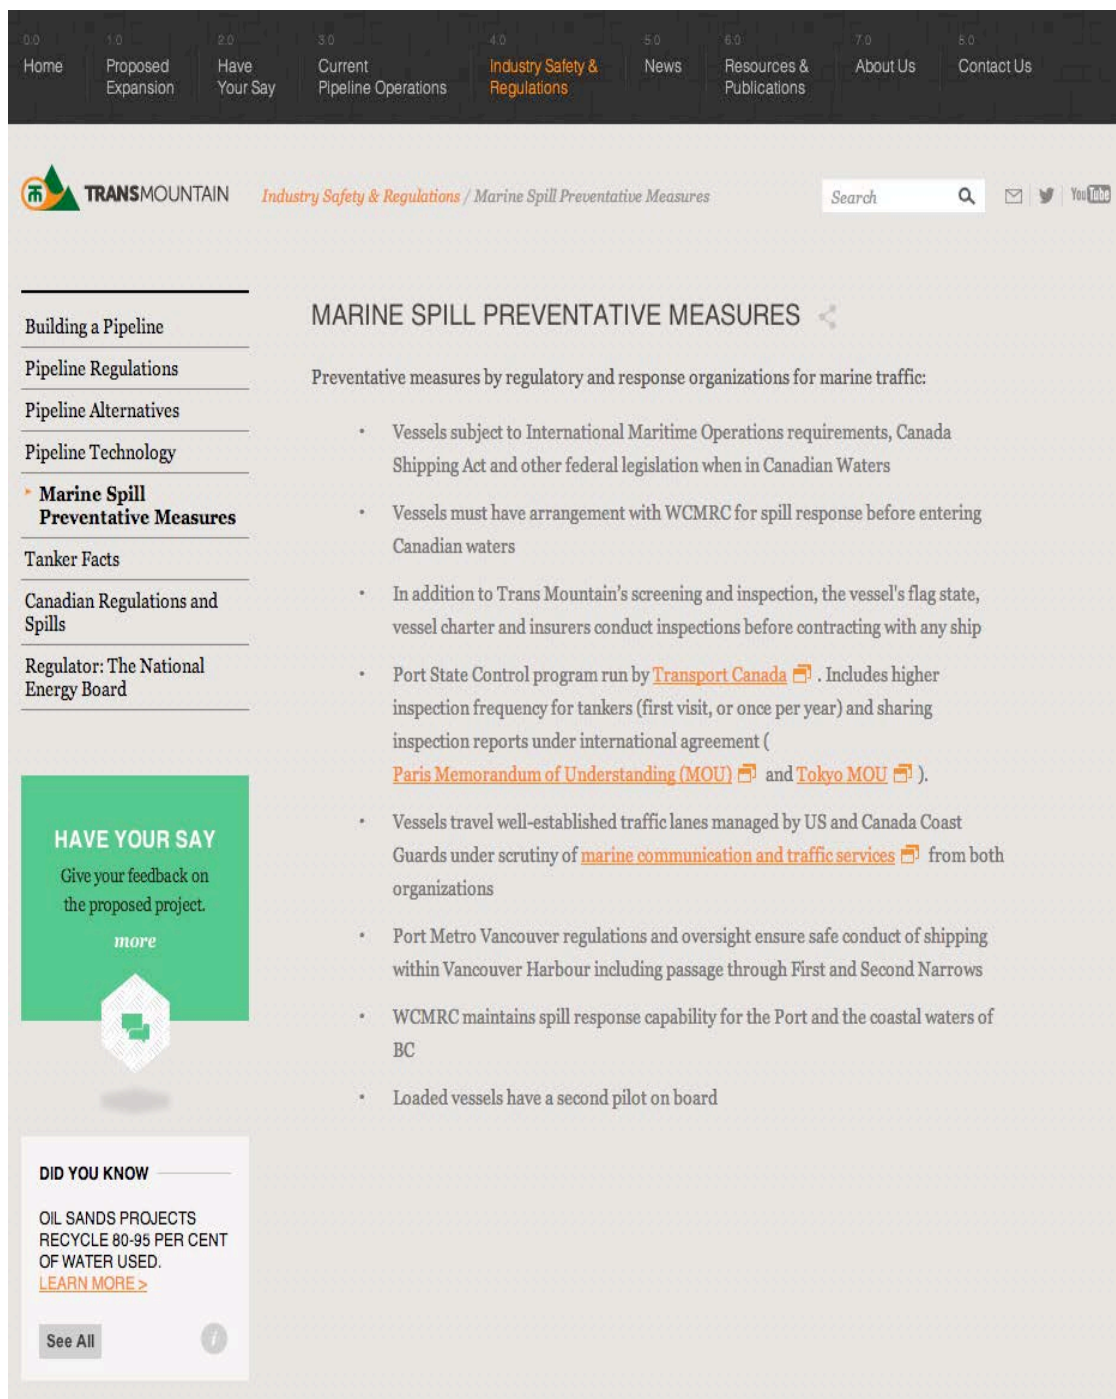 0.0
Home
1.0
Proposed
Expansion
2.0
Have
Your Say
3.0
Current
Pipeline Operations
4.0
Industry Safety &
Regulations
5.0
News
6.0
Resources &
Publications
7.0
About Us
8.0
Contact Us
TRANSMOUNTAIN
Industry Safety & Regulations / Marine Spill Preventative Measures
Search
You Tube
Building a Pipeline
Pipeline Regulations
Pipeline Alternatives
Pipeline Technology
Marine Spill
Preventative Measures
Tanker Facts
Canadian Regulations and
Spills
Regulator: The National
Energy Board
HAVE YOUR SAY
Give your feedback on
the proposed project.
more
DID YOU KNOW
OIL SANDS PROJECTS
RECYCLE 80-95 PER CENT
OF WATER USED.
LEARN MORE >
See All
i
MARINE SPILL PREVENTATIVE MEASURES
Preventative measures by regulatory and response organizations for marine traffic:
• Vessels subject to International Maritime Operations requirements, Canada
Shipping Act and other federal legislation when in Canadian Waters
• Vessels must have arrangement with WCMRC for spill response before entering
Canadian waters
• In addition to Trans Mountain's screening and inspection, the vessel's flag state,
vessel charter and insurers conduct inspections before contracting with any ship
• Port State Control program run by Transport Canada . Includes higher
inspection frequency for tankers (first visit, or once per year) and sharing
inspection reports under international agreement (
Paris Memorandum of Understanding (MOU) and Tokyo MOU ).
• Vessels travel well-established traffic lanes managed by US and Canada Coast
Guards under scrutiny of marine communication and traffic services from both
organizations
• Port Metro Vancouver regulations and oversight ensure safe conduct of shipping
within Vancouver Harbour including passage through First and Second Narrows
• WCMRC maintains spill response capability for the Port and the coastal waters of
BC
• Loaded vessels have a second pilot on board